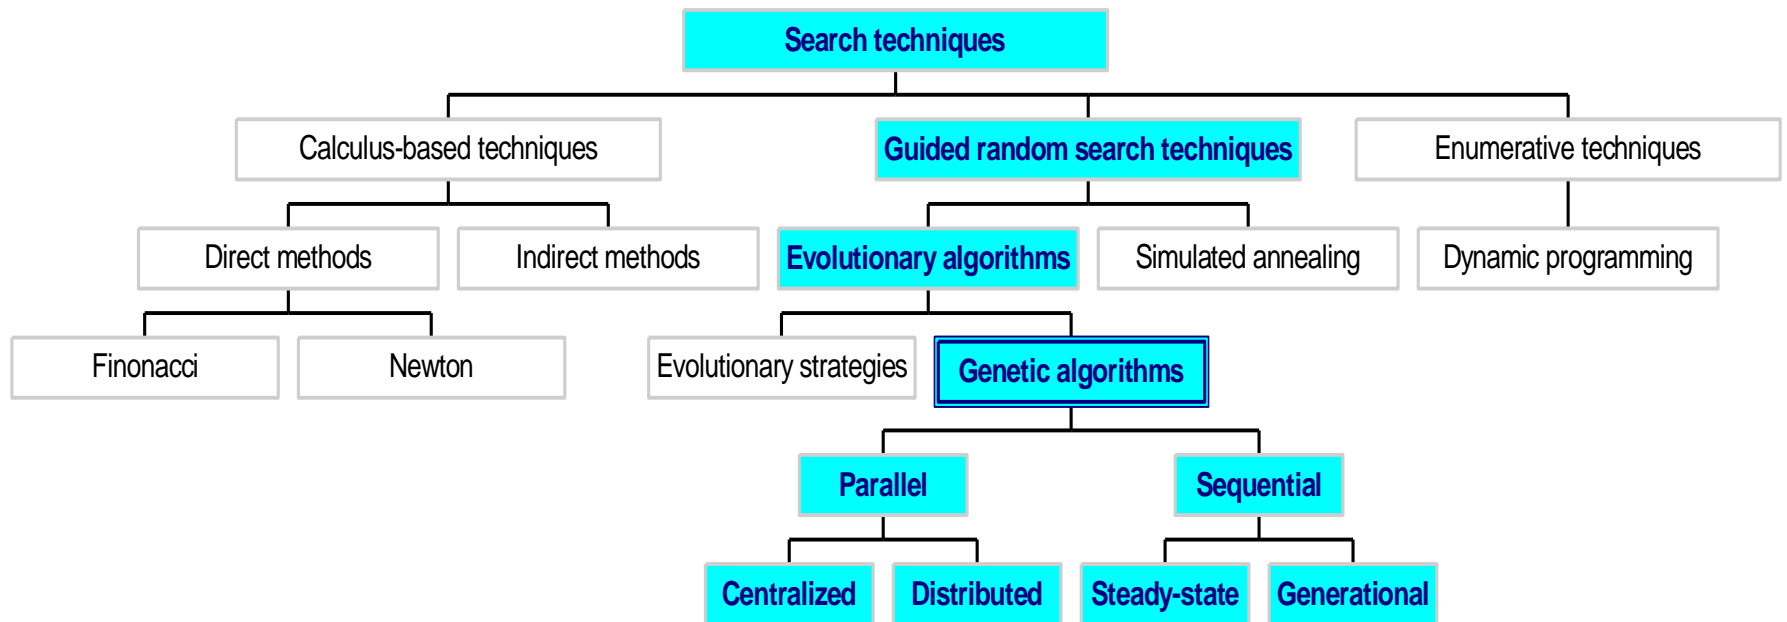 Search techniques
Calculus-based techniques
Guided random search techniques
Enumerative techniques
Direct methods
Indirect methods
Evolutionary algorithms
Simulated annealing
Dynamic programming
Finonacci
Newton
Evolutionary strategies
Genetic algorithms
Parallel
Sequential
Centralized
Distributed
Steady-state
Generational